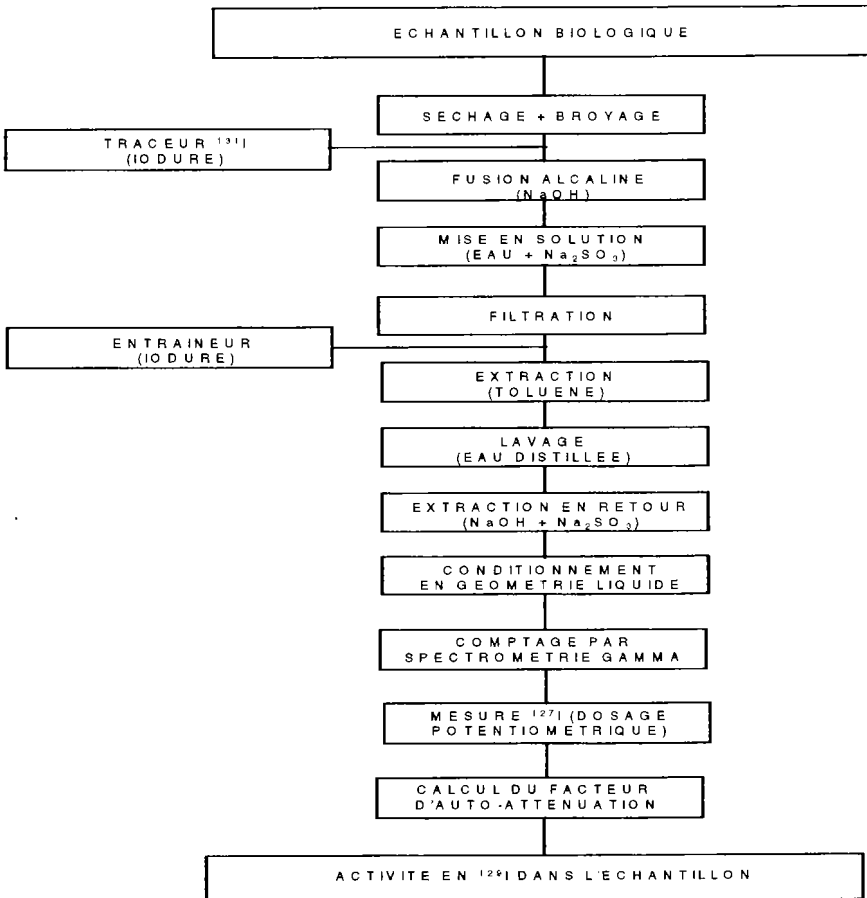 ECHANTILLON BIOLOGIQUE
SECHAGE + BROYAGE
TRACEUR ¹³¹I
(IODURE)
FUSION ALCALINE
(NaOH)
MISE EN SOLUTION
(EAU + Na₂SO₃)
FILTRATION
ENTRAINEUR
(IODURE)
EXTRACTION
(TOLUENE)
LAVAGE
(EAU DISTILLEE)
EXTRACTION EN RETOUR
(NaOH + Na₂SO₃)
CONDITIONNEMENT
EN GEOMETRIE LIQUIDE
COMPTAGE PAR
SPECTROMETRIE GAMMA
MESURE ¹²⁷I (DOSAGE
POTENTIOMETRIQUE)
CALCUL DU FACTEUR
D'AUTO-ATTENUATION
ACTIVITE EN ¹²⁹I DANS L'ECHANTILLON